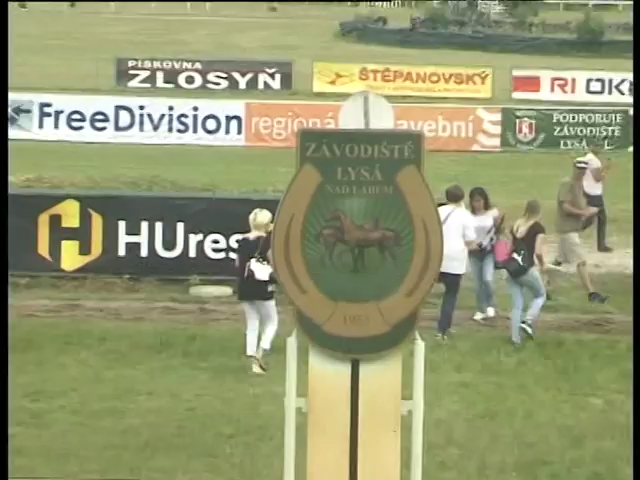 PÍSKOVNA
ZLOSYŇ
ŠTĚPANOVSKÝ
RI OK
FreeDivision
regioná
avební
PODPORUJE
ZÁVODIŠTĚ
LYSÁ
HUres
ZÁVODIŠTĚ
LYSÁ
NAD LABEM